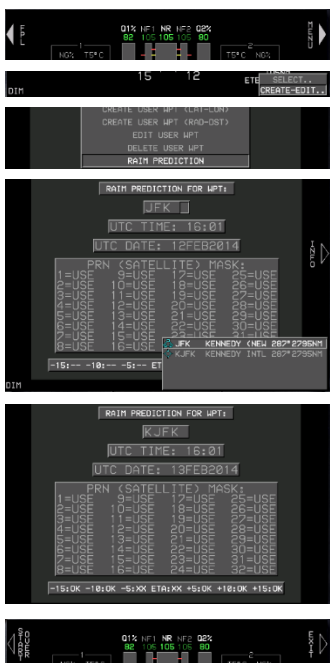 FPL
Q1% NF1 NR NF2 Q2%
82 105 105 105 80
MENU
1
2
NG% T5°C
T5°C NG%
15 12
ETE
SELECT..
DIM
CREATE-EDIT..
CREATE USER WPT (LAT-LON)
CREATE USER WPT (RAD-DST)
EDIT USER WPT
DELETE USER WPT
RAIM PREDICTION
RAIM PREDICTION FOR WPT:
JFK
UTC TIME: 16:01
UTC DATE: 12FEB2014
INFO
PRN (SATELLITE) MASK:
1=USE 9=USE 17=USE 25=USE
2=USE 10=USE 18=USE 26=USE
3=USE 11=USE 19=USE 27=USE
4=USE 12=USE 20=USE 28=USE
5=USE 13=USE 21=USE 29=USE
6=USE 14=USE 22=USE 30=USE
7=USE 15=USE
8=USE 16=USE
JFK KENNEDY (NEW 287°2795NM
KJFK KENNEDY INTL 287°2796NM
-15:-- -10:-- -5:-- ET
DIM
RAIM PREDICTION FOR WPT:
KJFK
UTC TIME: 16:01
UTC DATE: 13FEB2014
PRN (SATELLITE) MASK:
1=USE 9=USE 17=USE 25=USE
2=USE 10=USE 18=USE 26=USE
3=USE 11=USE 19=USE 27=USE
4=USE 12=USE 20=USE 28=USE
5=USE 13=USE 21=USE 29=USE
6=USE 14=USE 22=USE 30=USE
7=USE 15=USE 23=USE 31=USE
8=USE 16=USE 24=USE 32=USE
-15:OK -10:OK -5:XX ETA:XX +5:OK +10:OK +15:OK
Q1% NF1 NR NF2 Q2%
82 105 105 105 80
EXIT
1
2